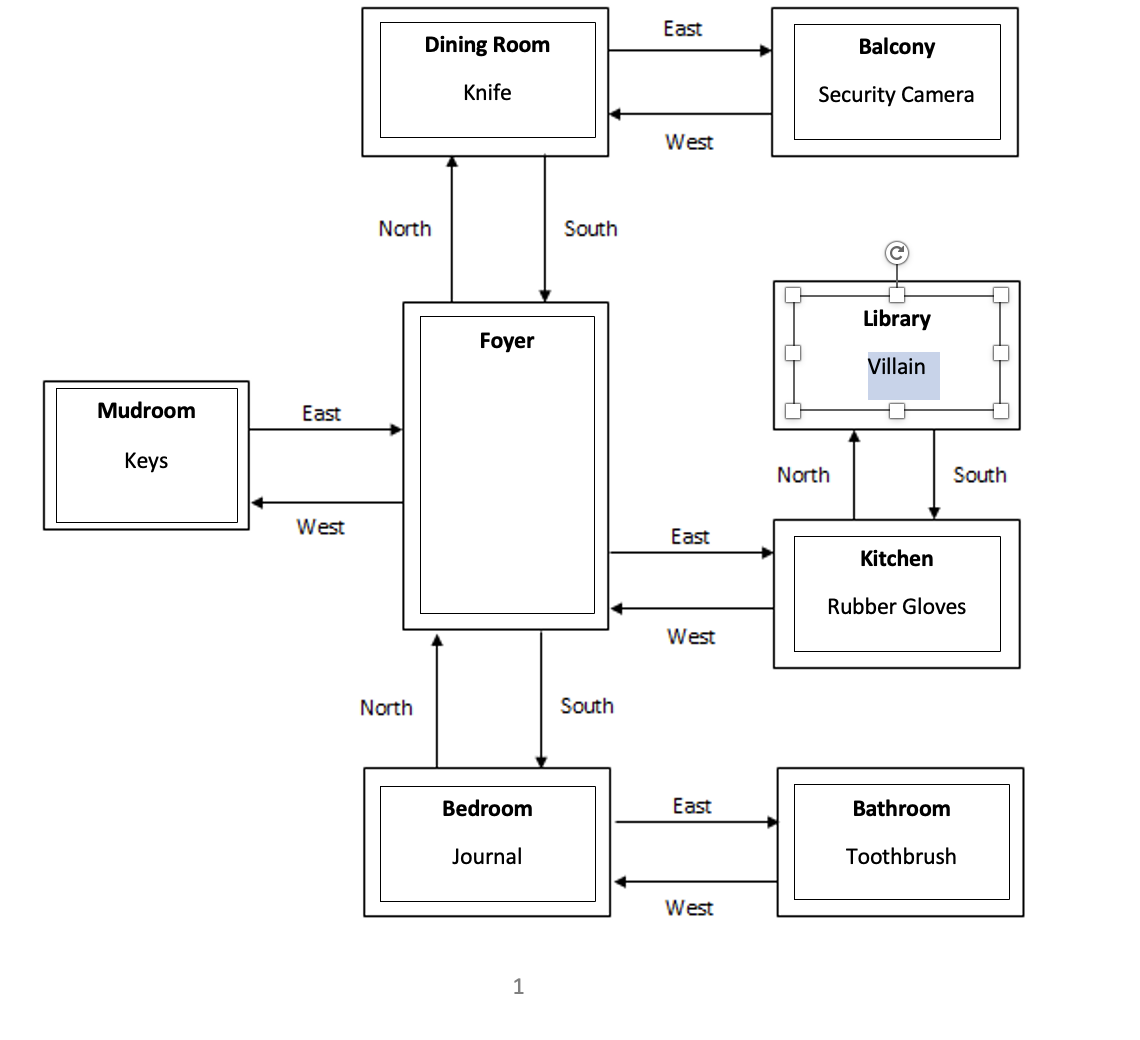 East
Dining Room
Knife
Balcony
Security Camera
West
North
South
Foyer
Library
Villain
Mudroom
Keys
East
West
North
South
East
Kitchen
Rubber Gloves
West
North
South
Bedroom
Journal
East
Bathroom
Toothbrush
West
1